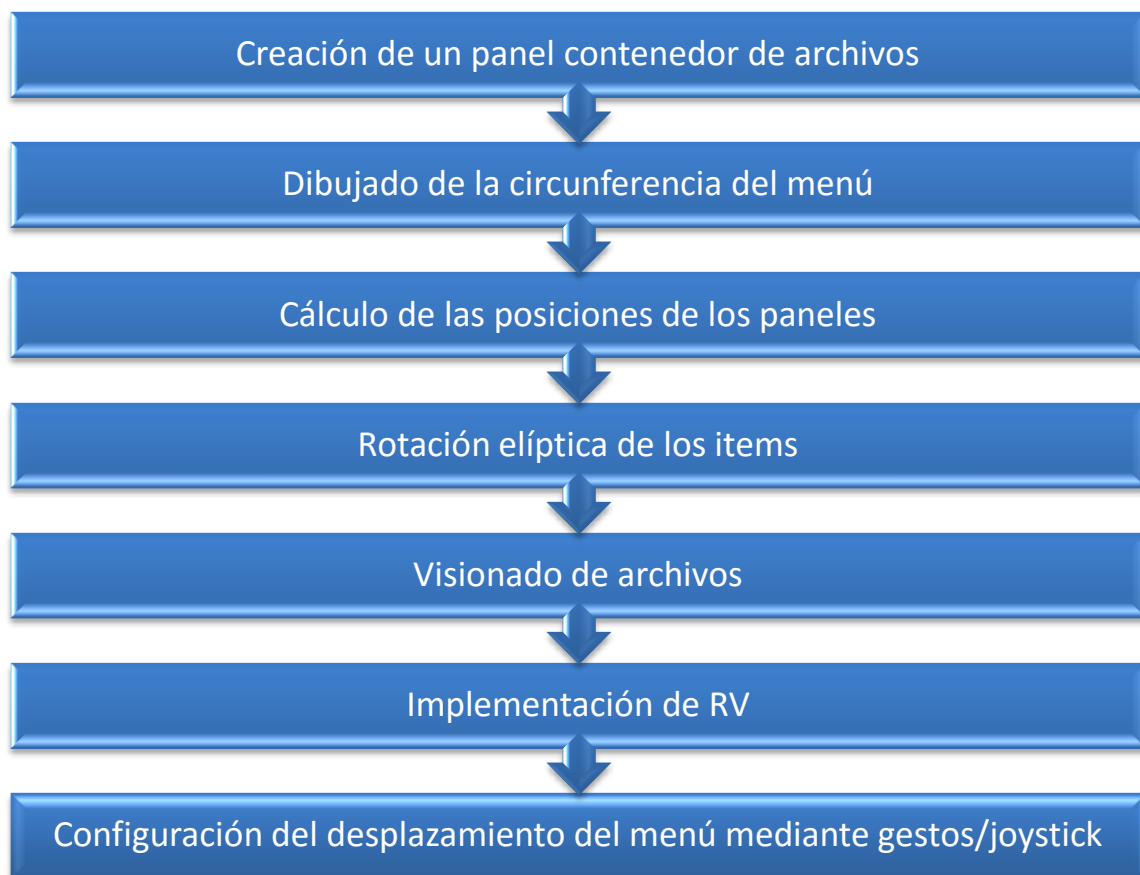 Creación de un panel contenedor de archivos
Dibujado de la circunferencia del menú
Cálculo de las posiciones de los paneles
Rotación elíptica de los items
Visionado de archivos
Implementación de RV
Configuración del desplazamiento del menú mediante gestos/joystick